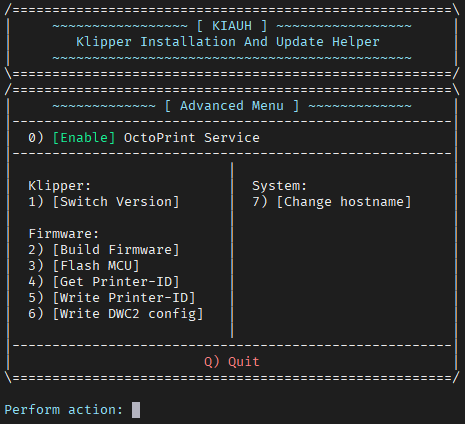 /=======================================================\
| ~~~~~~~~~~~~~~~~~ [ KIAUH ] ~~~~~~~~~~~~~~~~~ |
| Klipper Installation And Update Helper |
| ~~~~~~~~~~~~~~~~~~~~~~~~~~~~~~~~~~~~~~~~~~~~~ |
\=======================================================/
/=======================================================\
| ~~~~~~~~~~~~~ [ Advanced Menu ] ~~~~~~~~~~~~~ |
|-------------------------------------------------------|
| 0) [Enable] OctoPrint Service |
|-------------------------------------------------------|
| Klipper: | System: |
| 1) [Switch Version] | 7) [Change hostname] |
| Firmware: | |
| 2) [Build Firmware] | |
| 3) [Flash MCU] | |
| 4) [Get Printer-ID] | |
| 5) [Write Printer-ID] | |
| 6) [Write DWC2 config] | |
|-------------------------------------------------------|
| Q) Quit |
\=======================================================/
Perform action: